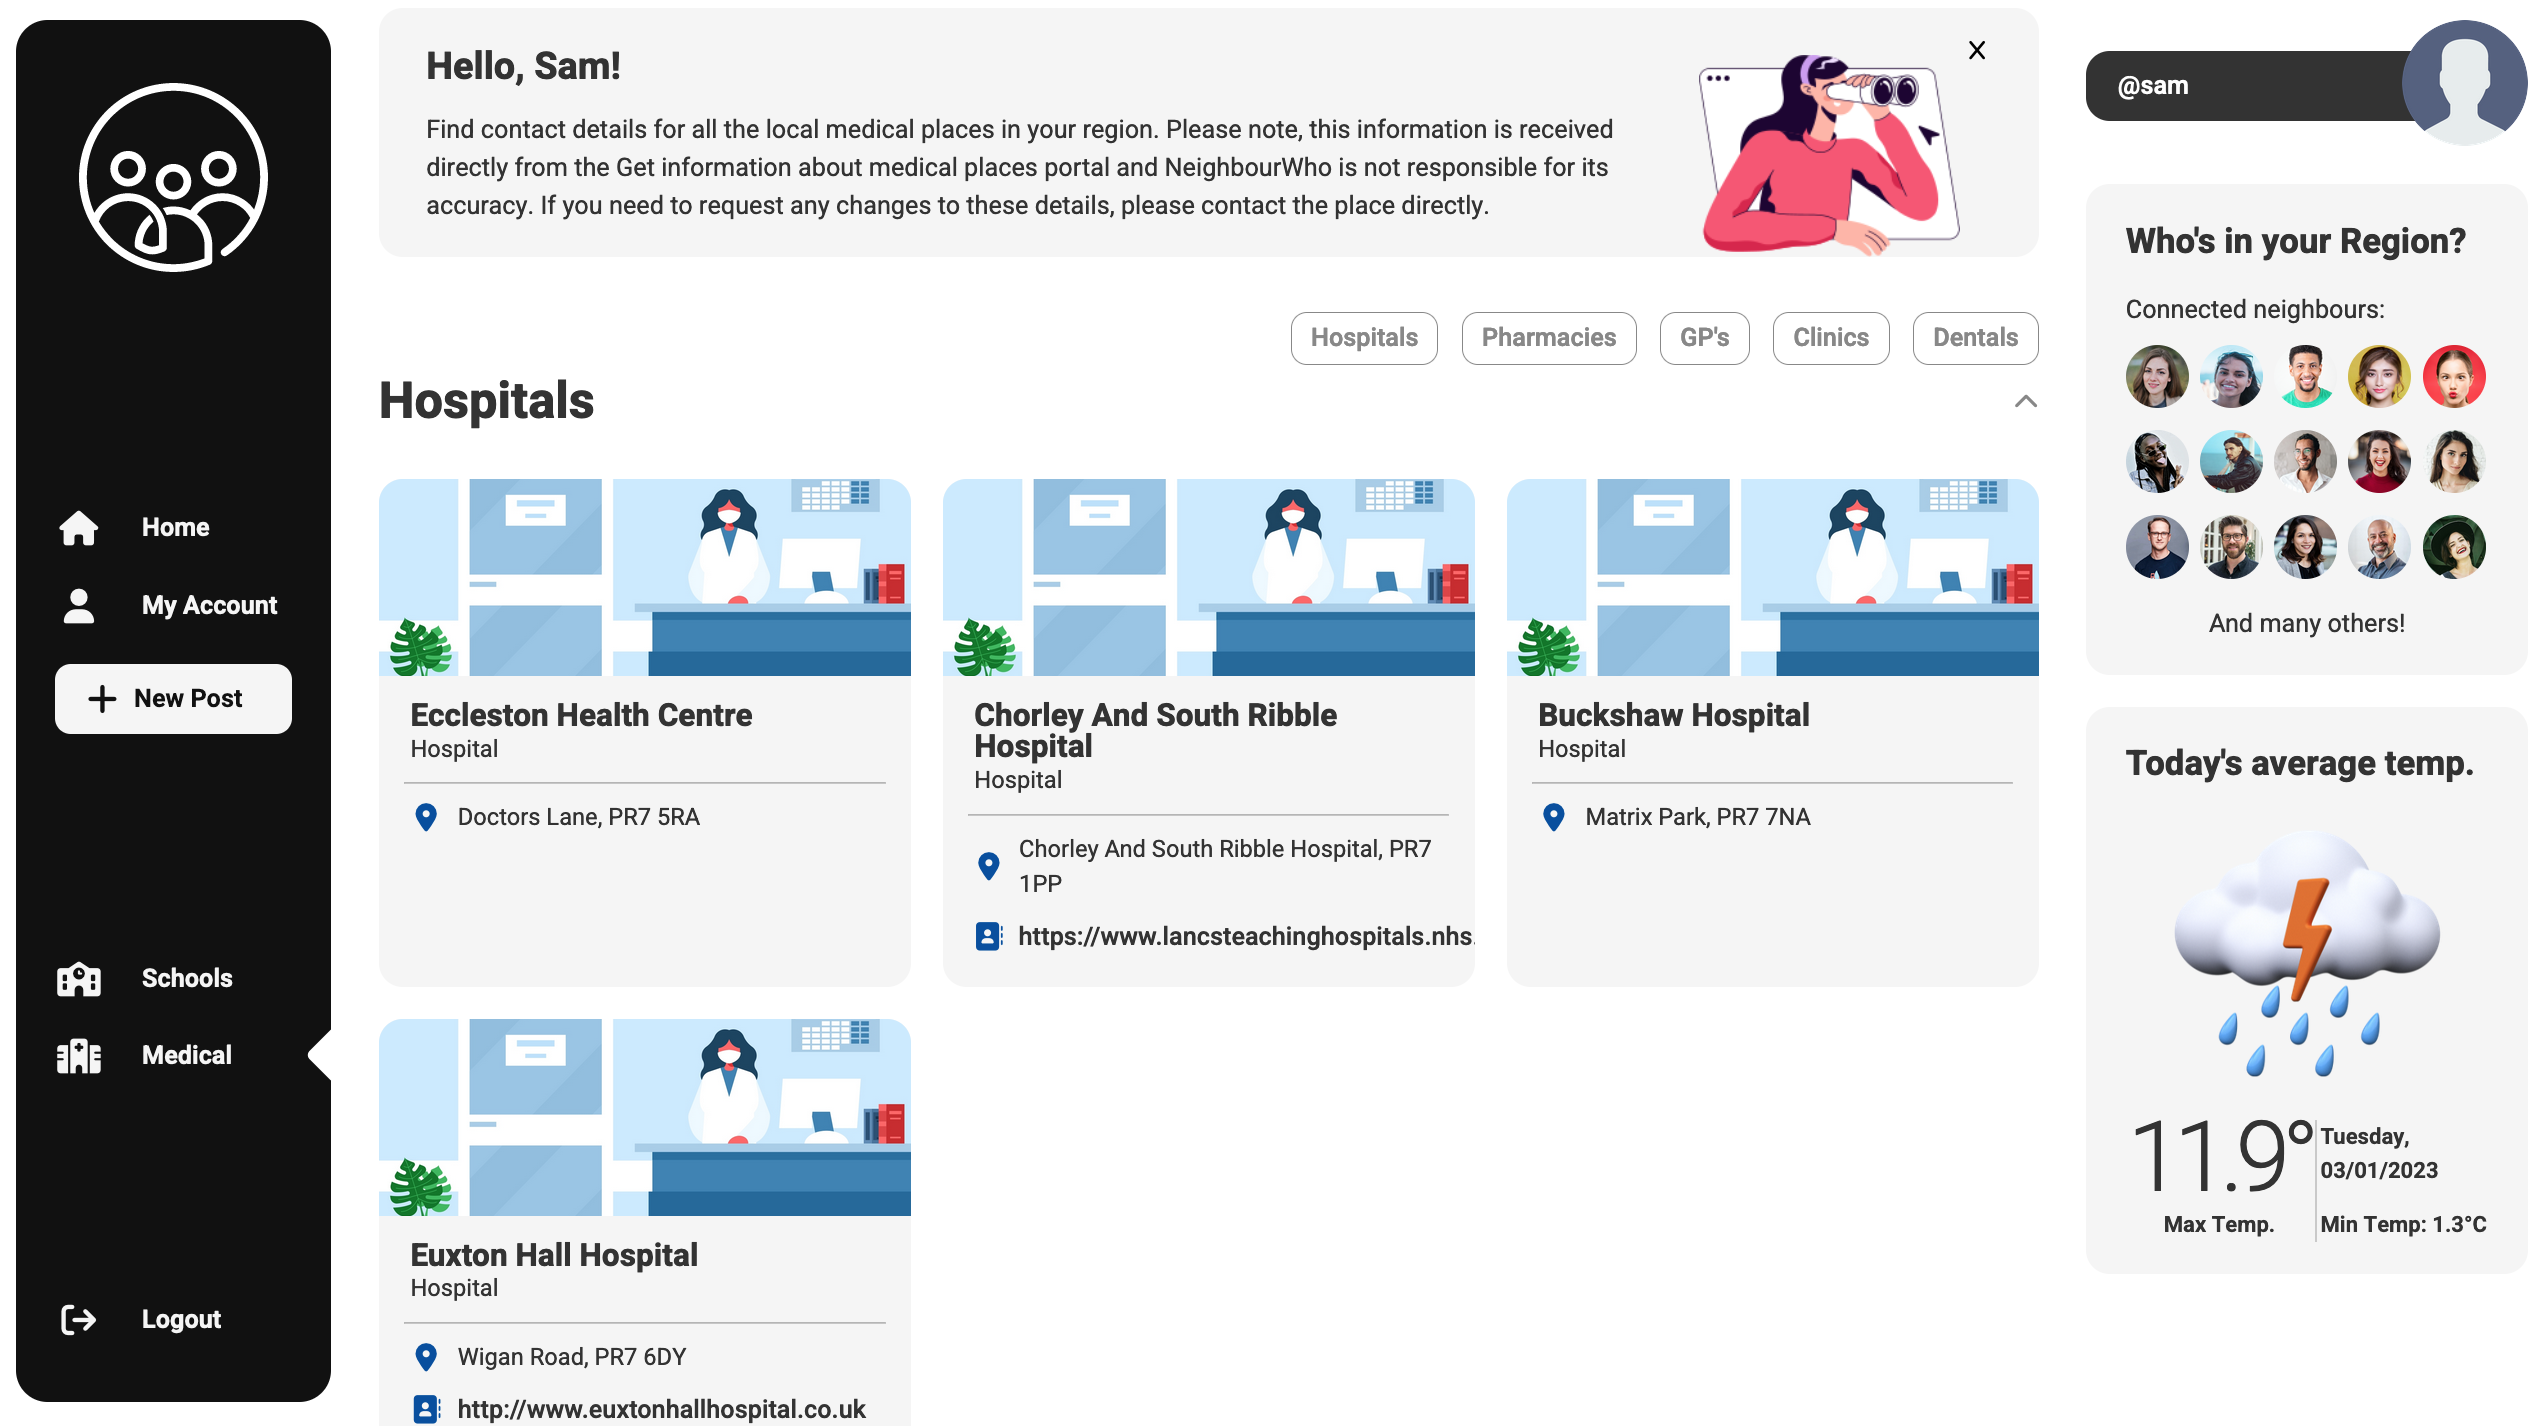 Home
My Account
New Post
Schools
Medical
Logout
Hello, Sam!
X
Find contact details for all the local medical places in your region. Please note, this information is received
directly from the Get information about medical places portal and NeighbourWho is not responsible for its
accuracy. If you need to request any changes to these details, please contact the place directly.
Hospitals
Pharmacies
GP's
Clinics
Dentals
Hospitals
Eccleston Health Centre
Hospital
Doctors Lane, PR7 5RA
Chorley And South Ribble
Hospital
Hospital
Chorley And South Ribble Hospital, PR7
1PP
https://www.lancsteachinghospitals.nhs.
Buckshaw Hospital
Hospital
Matrix Park, PR7 7NA
Euxton Hall Hospital
Hospital
Wigan Road, PR7 6DY
http://www.euxtonhallhospital.co.uk
@sam
Who's in your Region?
Connected neighbours:
And many others!
Today's average temp.
11.9°
Max Temp.
Tuesday,
03/01/2023
Min Temp: 1.3°C